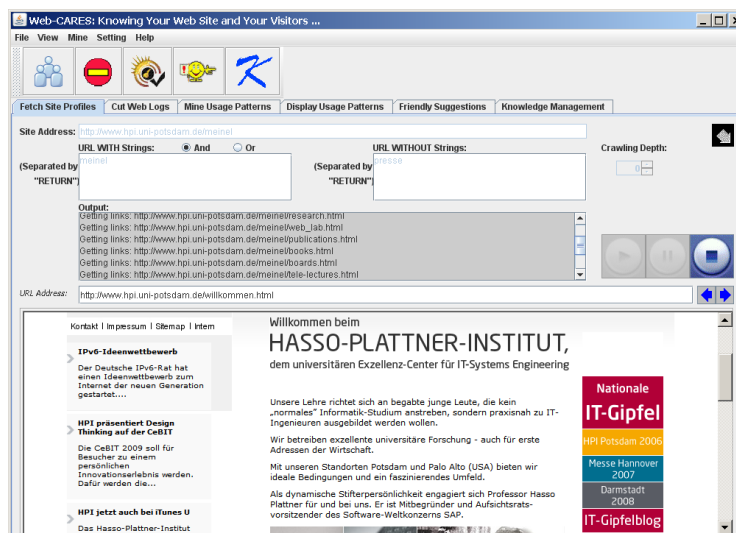 Web-CARES: Knowing Your Web Site and Your Visitors ...
File View Mine Setting Help
Fetch Site Profiles Cut Web Logs Mine Usage Patterns Display Usage Patterns Friendly Suggestions Knowledge Management
Site Address: http://www.hpi.uni-potsdam.de/meinel
URL WITH Strings: And Or URL WITHOUT Strings: Crawling Depth:
(Separated by "RETURN") meinel (Separated by "RETURN") presse 0
Output:
Getting links: http://www.hpi.uni-potsdam.de/meinel/research.html
Getting links: http://www.hpi.uni-potsdam.de/meinel/web_lab.html
Getting links: http://www.hpi.uni-potsdam.de/meinel/publications.html
Getting links: http://www.hpi.uni-potsdam.de/meinel/books.html
Getting links: http://www.hpi.uni-potsdam.de/meinel/boards.html
Getting links: http://www.hpi.uni-potsdam.de/meinel/tele-lectures.html
URL Address: http://www.hpi.uni-potsdam.de/willkommen.html
Kontakt | Impressum | Sitemap | Intern
IPv6-Ideenwettbewerb
Der Deutsche IPv6-Rat hat
einen Ideenwettbewerb zum
Internet der neuen Generation
gestartet....
HPI präsentiert Design
Thinking auf der CeBIT
Die CeBIT 2009 soll für
Besucher zu einem
persönlichen
Innovationserlebnis werden.
Dafür werden die...
HPI jetzt auch bei iTunes U
Das Hasso-Plattner-Institut
Willkommen beim
HASSO-PLATTNER-INSTITUT,
dem universitären Exzellenz-Center für IT-Systems Engineering
Unsere Lehre richtet sich an begabte junge Leute, die kein
„normales" Informatik-Studium anstreben, sondern praxisnah zu IT-
Ingenieuren ausgebildet werden wollen.
Wir betreiben exzellente universitäre Forschung - auch für erste
Adressen der Wirtschaft.
Mit unseren Standorten Potsdam und Palo Alto (USA) bieten wir
ideale Bedingungen und ein faszinierendes Umfeld.
Als dynamische Stifterpersönlichkeit engagiert sich Professor Hasso
Plattner für und bei uns. Er ist Mitbegründer und Aufsichtsrats-
vorsitzender des Software-Weltkonzerns SAP.
Nationale
IT-Gipfel
HPI Potsdam 2006
Messe Hannover
2007
Darmstadt
2008
IT-Gipfelblog